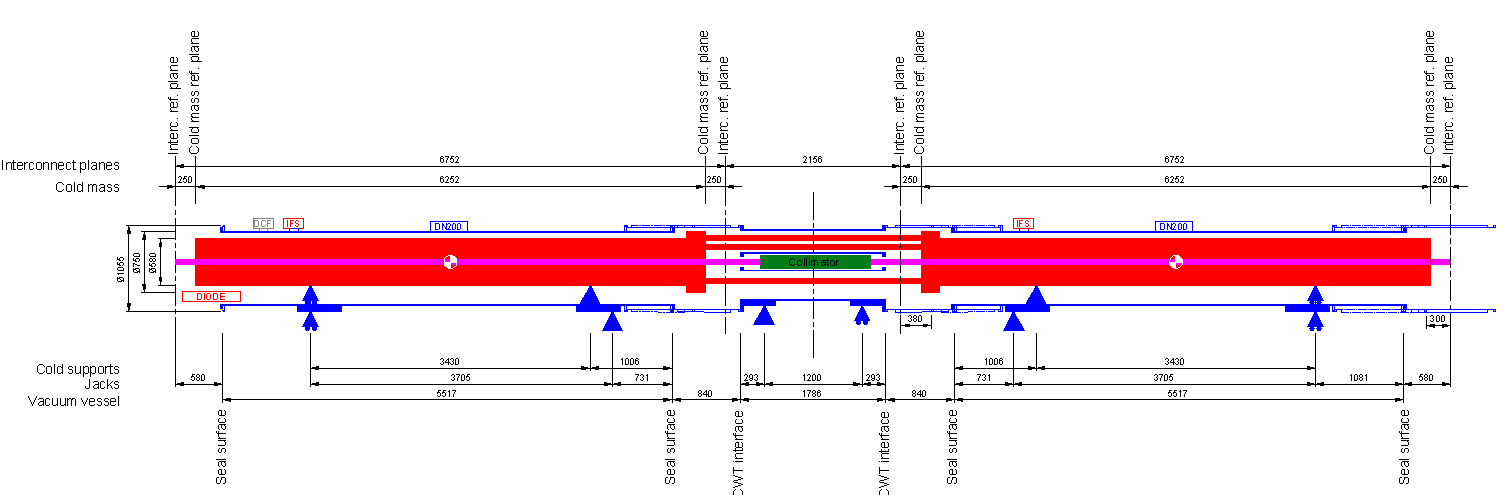 Interc. ref. plane
Cold mass ref. plane
Cold mass ref. plane
Interc. ref. plane
Interc. ref. plane
Cold mass ref. plane
Cold mass ref. plane
Interc. ref. plane
Interconnect planes 6752 2156 6752
Cold mass 250 6252 250 250 6252 250
DCF IFS DN200 IFS DN200
Ø1055 Ø750 Ø580
Collimator
DIODE
380 300
Cold supports 3430 1006 1006 3430
Jacks 580 3705 731 293 1200 293 731 3705 1081 580
Vacuum vessel 5517 840 1786 840 5517
Seal surface
Seal surface
CWT interface
CWT interface
Seal surface
Seal surface